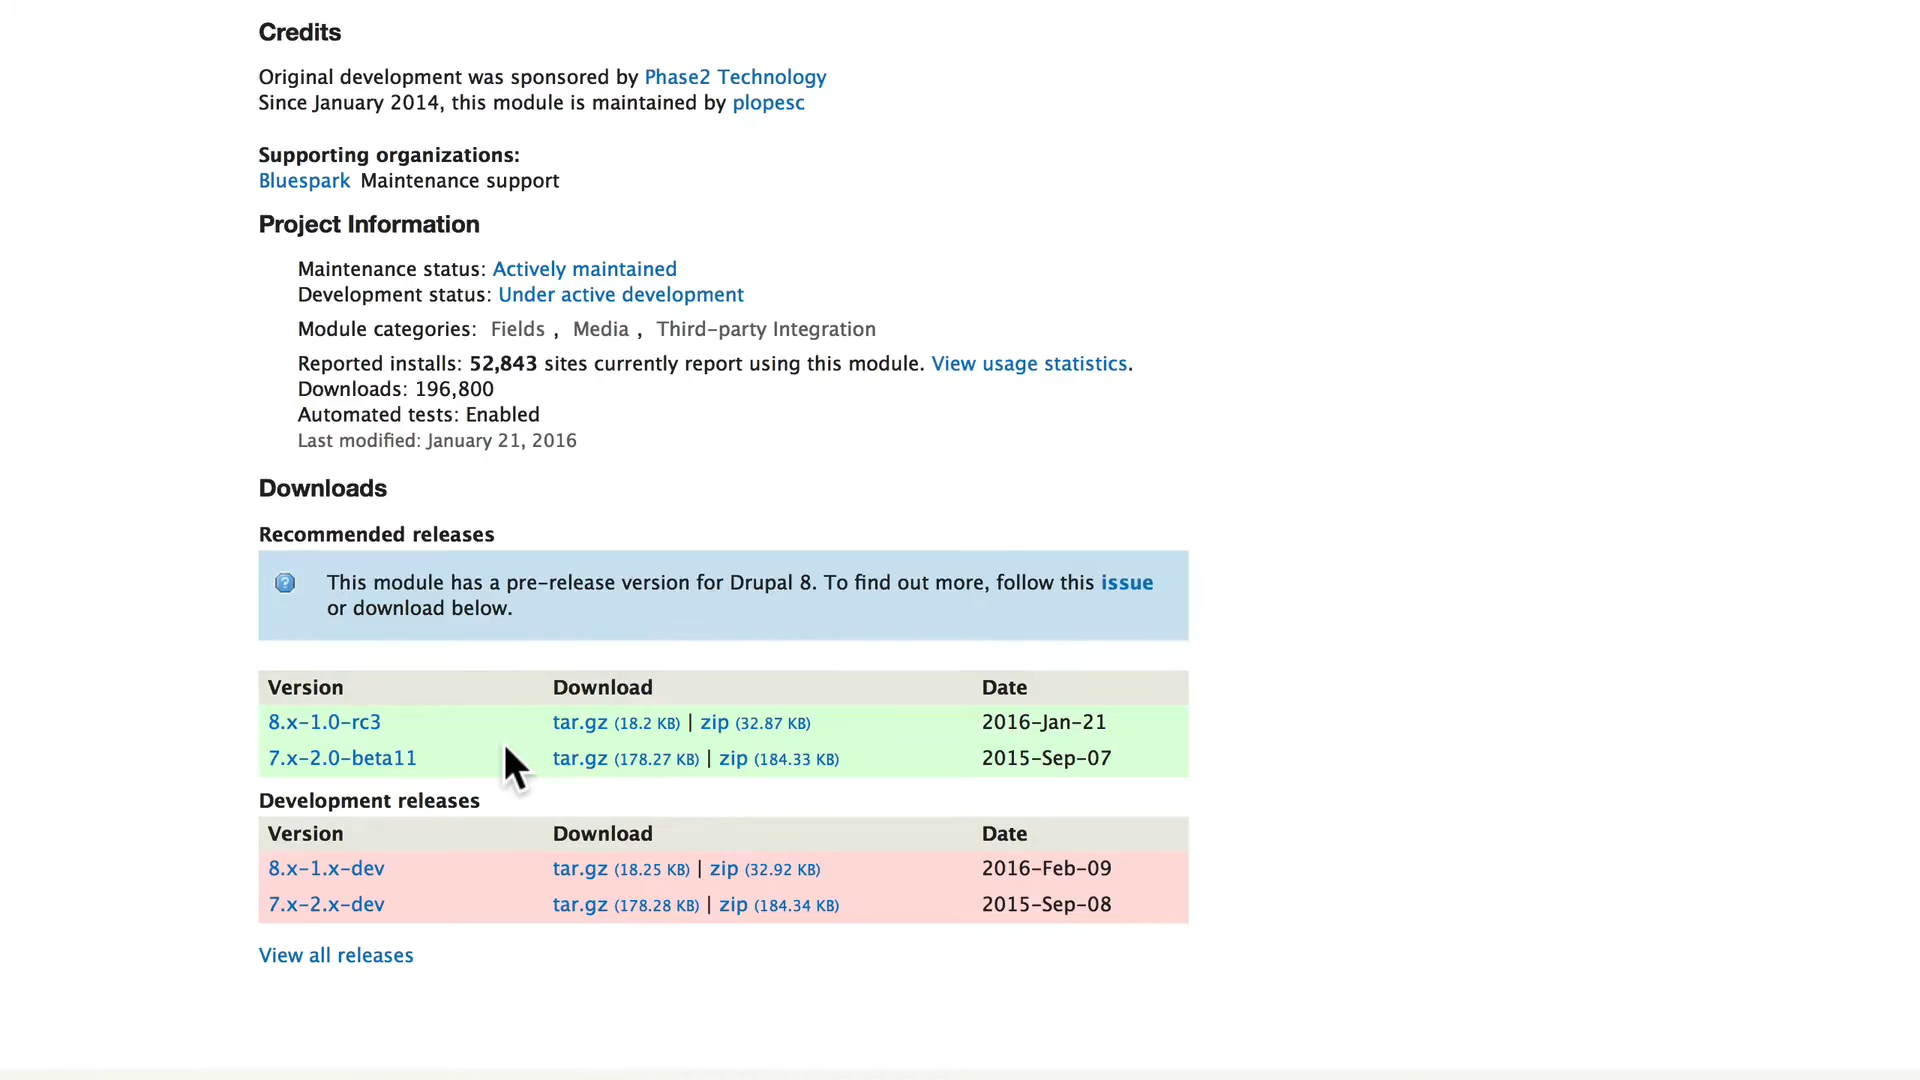 Credits
Original development was sponsored by Phase2 Technology
Since January 2014, this module is maintained by plopesc
Supporting organizations:
Bluespark Maintenance support
Project Information
Maintenance status: Actively maintained
Development status: Under active development
Module categories: Fields , Media , Third-party Integration
Reported installs: 52,843 sites currently report using this module. View usage statistics.
Downloads: 196,800
Automated tests: Enabled
Last modified: January 21, 2016
Downloads
Recommended releases
This module has a pre-release version for Drupal 8. To find out more, follow this issue
or download below.
Version Download Date
8.x-1.0-rc3 tar.gz (18.2 KB) | zip (32.87 KB) 2016-Jan-21
7.x-2.0-beta11 tar.gz (178.27 KB) | zip (184.33 KB) 2015-Sep-07
Development releases
Version Download Date
8.x-1.x-dev tar.gz (18.25 KB) | zip (32.92 KB) 2016-Feb-09
7.x-2.x-dev tar.gz (178.28 KB) | zip (184.34 KB) 2015-Sep-08
View all releases